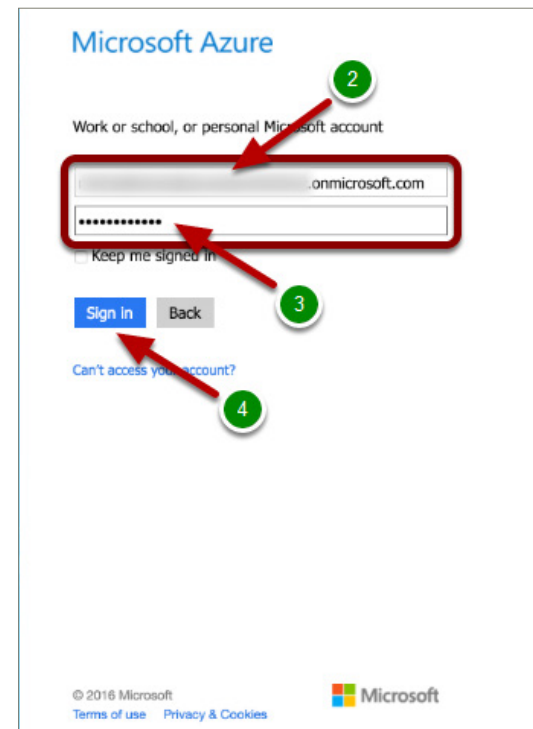 Microsoft Azure
2
Work or school, or personal Microsoft account
.onmicrosoft.com
••••••••••••
Keep me signed in
3
Sign in Back
Can't access your account?
4
© 2016 Microsoft
Microsoft
Terms of use Privacy & Cookies